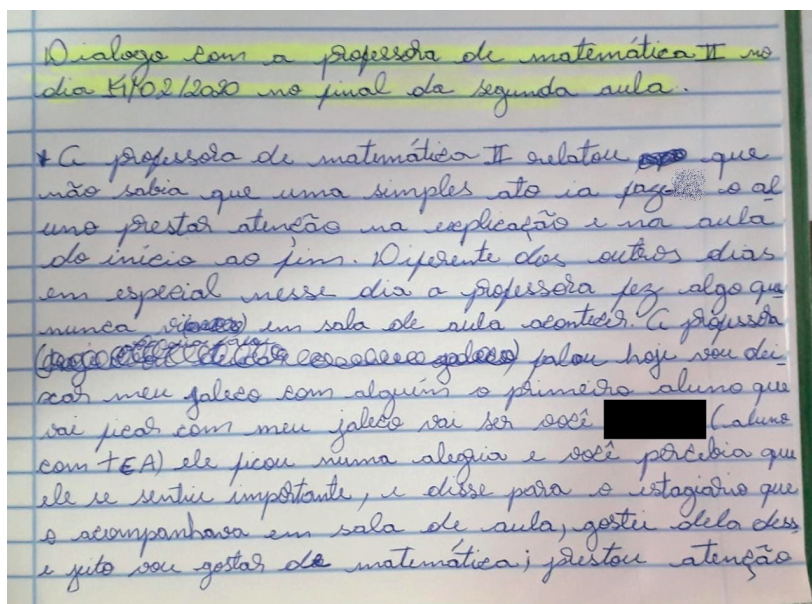 Dialogo com a professora de matemática II no
dia 14/02/2020 no final da segunda aula.
* A professora de matemática II relatou que
não sabia que uma simples ato ia o al
uno prestar atenção na explicação e na aula
do início ao fim. Diferente dos outros dias
em especial nesse dia a professora fez algo que
nunca em sala de aula acontecer. A professora
falou hoje vou dei
xar meu jaleco com alguém o primeiro aluno que
vai ficar com meu jaleco vai ser você (aluno
com TEA) ele ficou numa alegria e você percebia que
ele se sentiu importante, e disse para o estagiário que
o acompanhava em sala de aula, gostei dela dess
e jeito vou gostar de matemática; prestou atenção